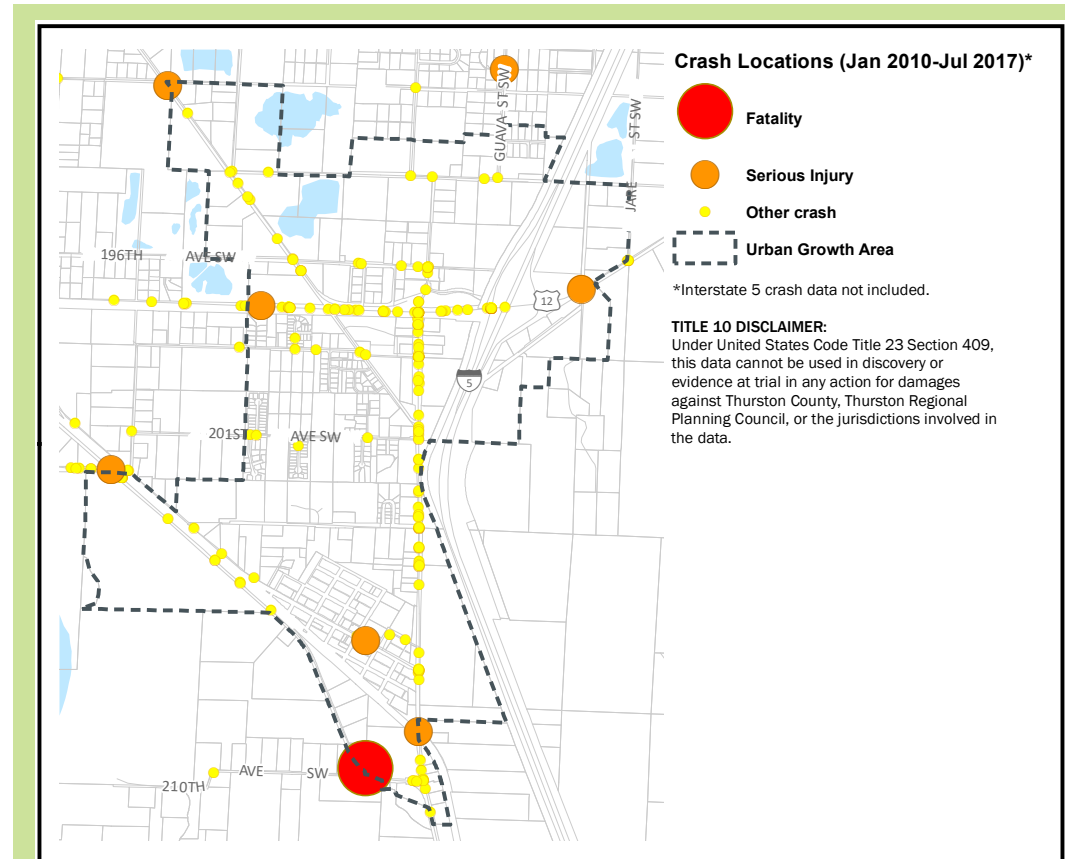 Crash Locations (Jan 2010-Jul 2017)*
Fatality
Serious Injury
Other crash
Urban Growth Area
*Interstate 5 crash data not included.
TITLE 10 DISCLAIMER:
Under United States Code Title 23 Section 409,
this data cannot be used in discovery or
evidence at trial in any action for damages
against Thurston County, Thurston Regional
Planning Council, or the jurisdictions involved in
the data.
GUAVA ST SW
JARE ST SW
196TH AVE SW
12
5
201ST AVE SW
210TH AVE SW